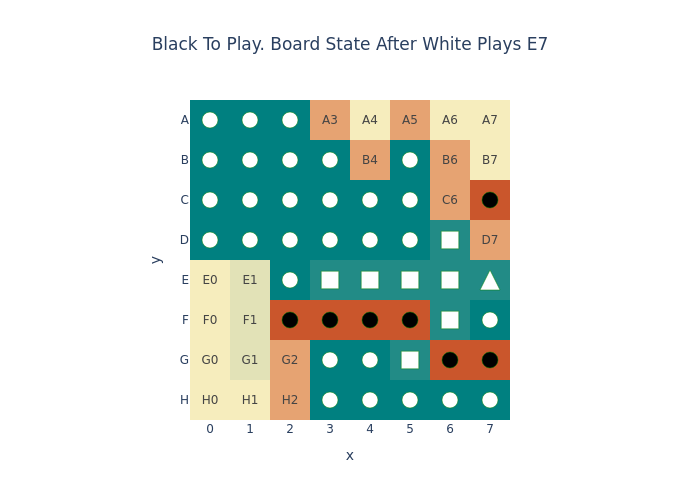 Black To Play. Board State After White Plays E7
A A3 A4 A5 A6 A7
B B4 B6 B7
C C6
D D7
E E0 E1
F F0 F1
G G0 G1 G2
H H0 H1 H2
0 1 2 3 4 5 6 7
x
y